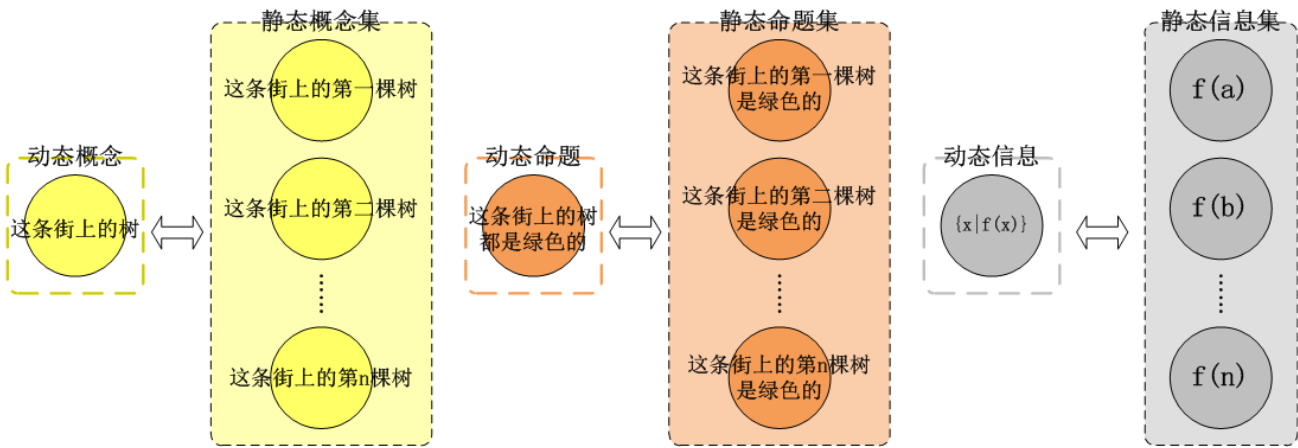 静态概念集
这条街上的第一棵树
这条街上的第二棵树
……
这条街上的第n棵树
动态概念
这条街上的树
静态命题集
这条街上的第一棵树
是绿色的
这条街上的第二棵树
是绿色的
……
这条街上的第n棵树
是绿色的
动态命题
这条街上的树
都是绿色的
静态信息集
f(a)
f(b)
……
f(n)
动态信息
{x|f(x)}